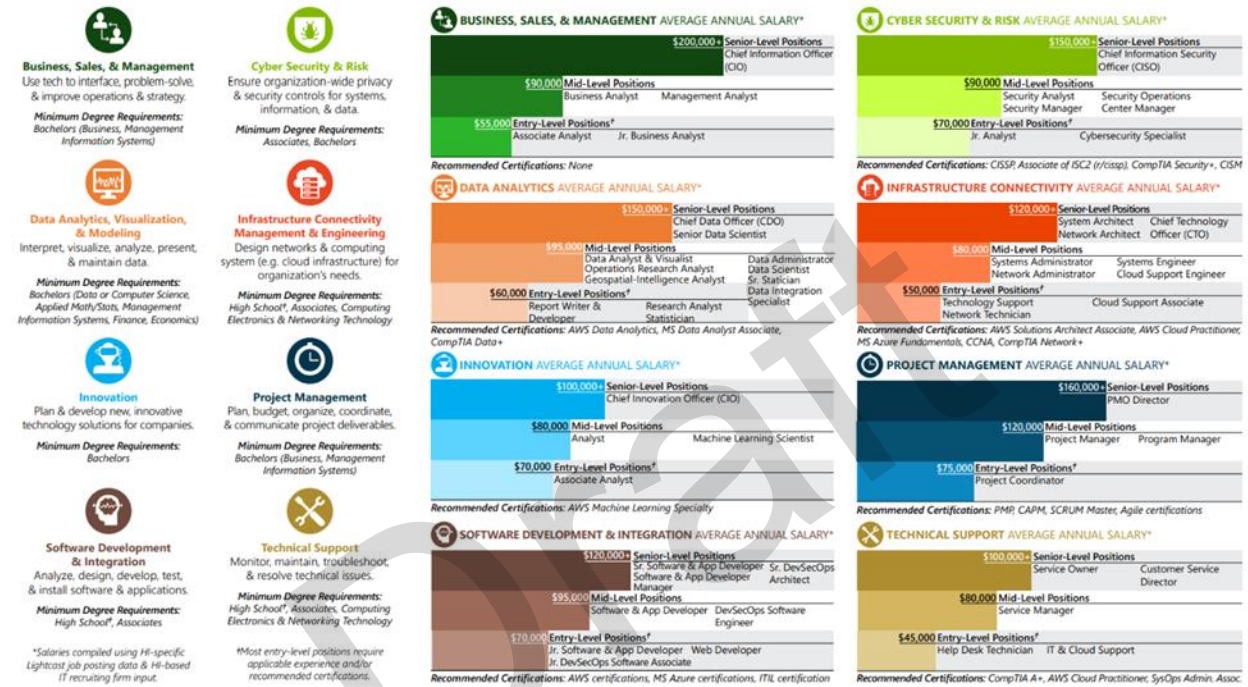 Business, Sales, & Management
Use tech to interface, problem-solve,
& improve operations & strategy.
Minimum Degree Requirements:
Bachelors (Business, Management
Information Systems)
Cyber Security & Risk
Ensure organization-wide privacy
& security controls for systems,
information, & data.
Minimum Degree Requirements:
Associates, Bachelors
Data Analytics, Visualization,
& Modeling
Interpret, visualize, analyze, present,
& maintain data.
Minimum Degree Requirements:
Bachelors (Data or Computer Science,
Applied Math/Stats, Management
Information Systems, Finance, Economics)
Infrastructure Connectivity
Management & Engineering
Design networks & computing
system (e.g. cloud infrastructure) for
organization's needs.
Minimum Degree Requirements:
High School†, Associates, Computing
Electronics & Networking Technology
Innovation
Plan & develop new, innovative
technology solutions for companies.
Minimum Degree Requirements:
Bachelors
Project Management
Plan, budget, organize, coordinate,
& communicate project deliverables.
Minimum Degree Requirements:
Bachelors (Business, Management
Information Systems)
Software Development
& Integration
Analyze, design, develop, test,
& install software & applications.
Minimum Degree Requirements:
High School†, Associates
Technical Support
Monitor, maintain, troubleshoot,
& resolve technical issues.
Minimum Degree Requirements:
High School†, Associates, Computing
Electronics & Networking Technology
*Salaries compiled using HI-specific
Lightcast job posting data & HI-based
IT recruiting firm input.
†Most entry-level positions require
applicable experience and/or
recommended certifications.
BUSINESS, SALES, & MANAGEMENT AVERAGE ANNUAL SALARY*
$200,000+ Senior-Level Positions
Chief Information Officer
(CIO)
$90,000 Mid-Level Positions
Business Analyst Management Analyst
$55,000 Entry-Level Positions†
Associate Analyst Jr. Business Analyst
Recommended Certifications: None
CYBER SECURITY & RISK AVERAGE ANNUAL SALARY*
$150,000+ Senior-Level Positions
Chief Information Security
Officer (CISO)
$90,000 Mid-Level Positions
Security Analyst Security Operations
Security Manager Center Manager
$70,000 Entry-Level Positions†
Jr. Analyst Cybersecurity Specialist
Recommended Certifications: CISSP, Associate of ISC2 (r/cissp), CompTIA Security+, CISM
DATA ANALYTICS AVERAGE ANNUAL SALARY*
$150,000+ Senior-Level Positions
Chief Data Officer (CDO)
Senior Data Scientist
$95,000 Mid-Level Positions
Data Analyst & Visualist Data Administrator
Operations Research Analyst Data Scientist
Geospatial-Intelligence Analyst Sr. Statician
Data Integration
Specialist
$60,000 Entry-Level Positions†
Report Writer & Research Analyst
Developer Statistician
Recommended Certifications: AWS Data Analytics, MS Data Analyst Associate,
CompTIA Data+
INFRASTRUCTURE CONNECTIVITY AVERAGE ANNUAL SALARY*
$120,000+ Senior-Level Positions
System Architect Chief Technology
Network Architect Officer (CTO)
$80,000 Mid-Level Positions
Systems Administrator Systems Engineer
Network Administrator Cloud Support Engineer
$50,000 Entry-Level Positions†
Technology Support Cloud Support Associate
Network Technician
Recommended Certifications: AWS Solutions Architect Associate, AWS Cloud Practitioner,
MS Azure Fundamentals, CCNA, CompTIA Network+
INNOVATION AVERAGE ANNUAL SALARY*
$100,000+ Senior-Level Positions
Chief Innovation Officer (CIO)
$80,000 Mid-Level Positions
Analyst Machine Learning Scientist
$70,000 Entry-Level Positions†
Associate Analyst
Recommended Certifications: AWS Machine Learning Specialty
PROJECT MANAGEMENT AVERAGE ANNUAL SALARY*
$160,000+ Senior-Level Positions
PMO Director
$120,000 Mid-Level Positions
Project Manager Program Manager
$75,000 Entry-Level Positions†
Project Coordinator
Recommended Certifications: PMP, CAPM, SCRUM Master, Agile certifications
SOFTWARE DEVELOPMENT & INTEGRATION AVERAGE ANNUAL SALARY*
$120,000+ Senior-Level Positions
Sr. Software & App Developer Sr. DevSecOps
Software & App Developer Architect
Manager
$95,000 Mid-Level Positions
Software & App Developer DevSecOps Software
Engineer
$70,000 Entry-Level Positions†
Jr. Software & App Developer Web Developer
Jr. DevSecOps Software Associate
Recommended Certifications: AWS certifications, MS Azure certifications, ITIL certification
TECHNICAL SUPPORT AVERAGE ANNUAL SALARY*
$100,000+ Senior-Level Positions
Service Owner Customer Service
Director
$80,000 Mid-Level Positions
Service Manager
$45,000 Entry-Level Positions†
Help Desk Technician IT & Cloud Support
Recommended Certifications: CompTIA A+, AWS Cloud Practitioner, SysOps Admin. Assoc.
Draft